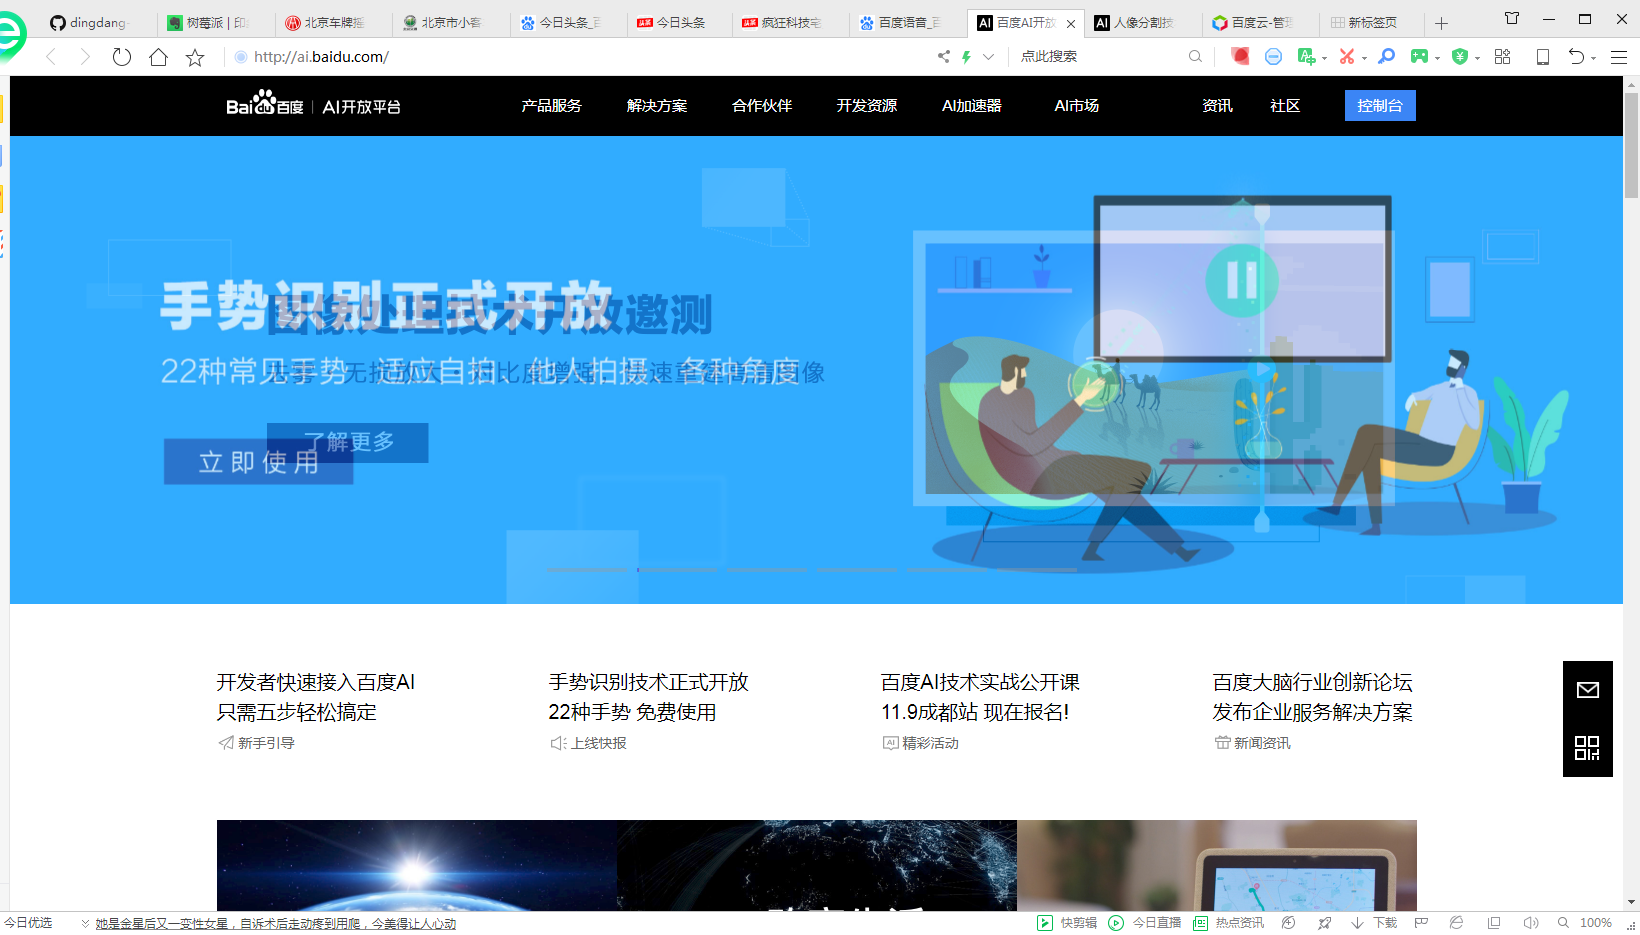 dingdang-
树莓派 | 印
北京车牌摇
北京市小客
今日头条_百
今日头条
疯狂科技宅
百度语音_百
百度AI开放
人像分割技
百度云-管理
新标签页
http://ai.baidu.com/
点此搜索
Bai du 百度 | AI开放平台
产品服务
解决方案
合作伙伴
开发资源
AI加速器
AI市场
资讯
社区
控制台
手势识别正式开放
图像处理技术开放邀测
22种常见手势 适应自拍、他人拍摄、各种角度
了解更多
立即使用
开发者快速接入百度AI
只需五步轻松搞定
新手引导
手势识别技术正式开放
22种手势 免费使用
上线快报
百度AI技术实战公开课
11.9成都站 现在报名!
精彩活动
百度大脑行业创新论坛
发布企业服务解决方案
新闻资讯
今日优选
她是金星后又一变性女星，自诉术后走动疼到用爬，今美得让人心动
快剪辑
今日直播
热点资讯
下载
100%